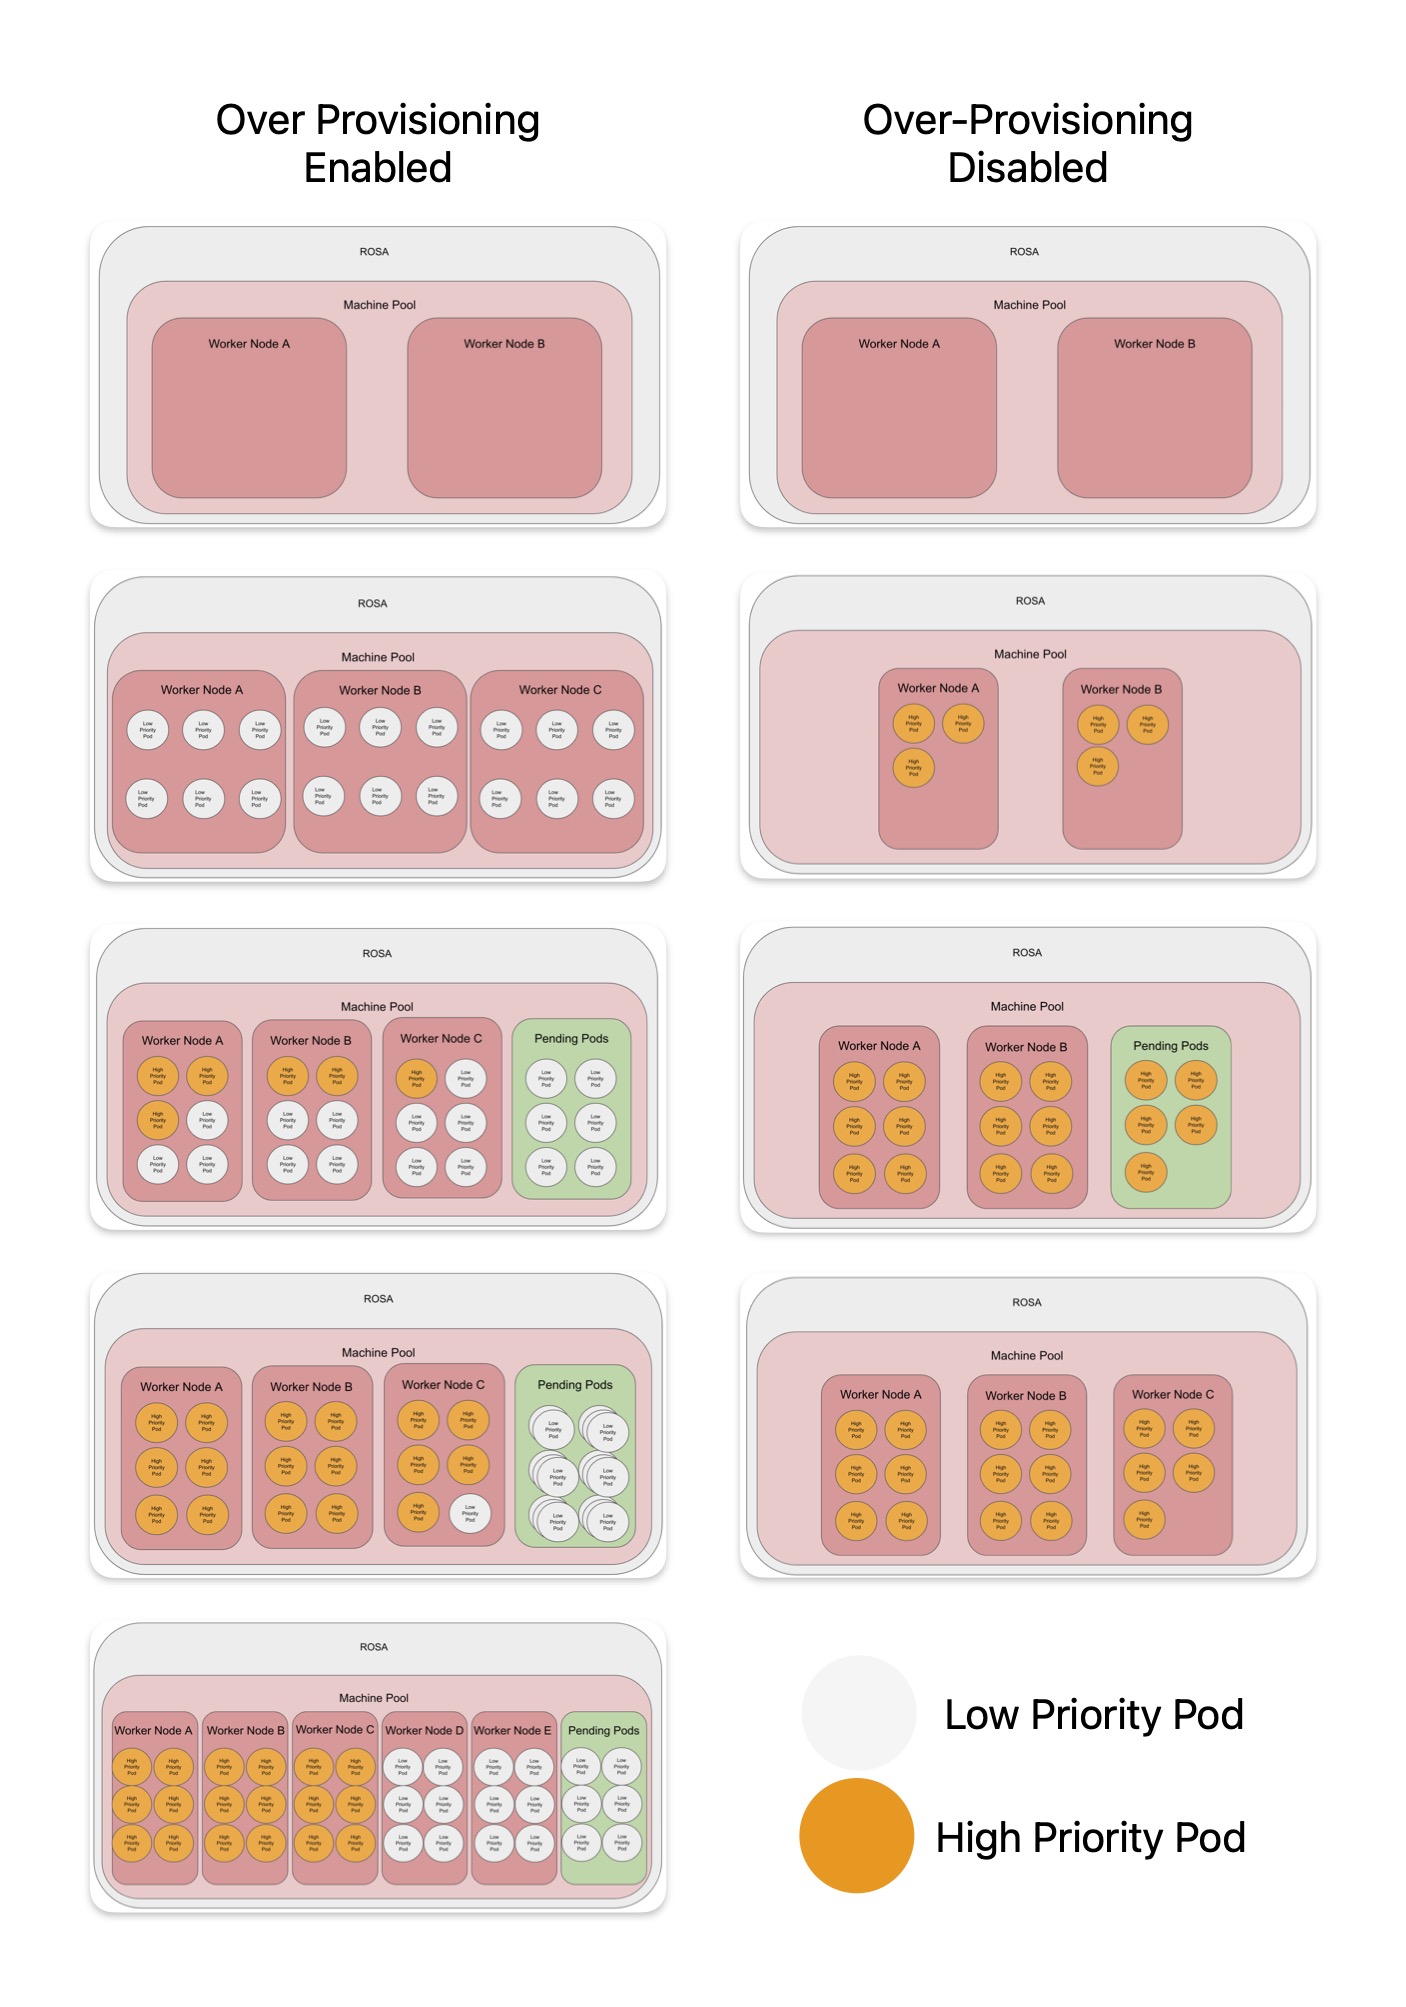 Over Provisioning
Enabled
ROSA
Machine Pool
Worker Node A
Worker Node B
ROSA
Machine Pool
Worker Node A
Low Priority Pod Low Priority Pod Low Priority Pod
Low Priority Pod Low Priority Pod Low Priority Pod
Worker Node B
Low Priority Pod Low Priority Pod Low Priority Pod
Low Priority Pod Low Priority Pod Low Priority Pod
Worker Node C
Low Priority Pod Low Priority Pod Low Priority Pod
Low Priority Pod Low Priority Pod Low Priority Pod
ROSA
Machine Pool
Worker Node A
High Priority Pod High Priority Pod
High Priority Pod Low Priority Pod
Low Priority Pod Low Priority Pod
Worker Node B
High Priority Pod High Priority Pod
Low Priority Pod Low Priority Pod
Low Priority Pod Low Priority Pod
Worker Node C
High Priority Pod Low Priority Pod
Low Priority Pod Low Priority Pod
Low Priority Pod Low Priority Pod
Pending Pods
Low Priority Pod Low Priority Pod
Low Priority Pod Low Priority Pod
Low Priority Pod Low Priority Pod
ROSA
Machine Pool
Worker Node A
High Priority Pod High Priority Pod
High Priority Pod High Priority Pod
High Priority Pod High Priority Pod
Worker Node B
High Priority Pod High Priority Pod
High Priority Pod High Priority Pod
High Priority Pod High Priority Pod
Worker Node C
High Priority Pod High Priority Pod
High Priority Pod High Priority Pod
High Priority Pod Low Priority Pod
Pending Pods
Low Priority Pod Low Priority Pod
Low Priority Pod Low Priority Pod
Low Priority Pod Low Priority Pod
ROSA
Machine Pool
Worker Node A
High Priority Pod High Priority Pod
High Priority Pod High Priority Pod
High Priority Pod High Priority Pod
Worker Node B
High Priority Pod High Priority Pod
High Priority Pod High Priority Pod
High Priority Pod High Priority Pod
Worker Node C
High Priority Pod High Priority Pod
High Priority Pod High Priority Pod
High Priority Pod High Priority Pod
Worker Node D
Low Priority Pod Low Priority Pod
Low Priority Pod Low Priority Pod
Low Priority Pod Low Priority Pod
Worker Node E
Low Priority Pod Low Priority Pod
Low Priority Pod Low Priority Pod
Low Priority Pod Low Priority Pod
Pending Pods
Low Priority Pod Low Priority Pod
Low Priority Pod Low Priority Pod
Low Priority Pod Low Priority Pod
Over-Provisioning
Disabled
ROSA
Machine Pool
Worker Node A
Worker Node B
ROSA
Machine Pool
Worker Node A
High Priority Pod High Priority Pod
High Priority Pod
Worker Node B
High Priority Pod High Priority Pod
High Priority Pod
ROSA
Machine Pool
Worker Node A
High Priority Pod High Priority Pod
High Priority Pod High Priority Pod
High Priority Pod High Priority Pod
Worker Node B
High Priority Pod High Priority Pod
High Priority Pod High Priority Pod
High Priority Pod High Priority Pod
Pending Pods
High Priority Pod High Priority Pod
High Priority Pod High Priority Pod
High Priority Pod
ROSA
Machine Pool
Worker Node A
High Priority Pod High Priority Pod
High Priority Pod High Priority Pod
High Priority Pod High Priority Pod
Worker Node B
High Priority Pod High Priority Pod
High Priority Pod High Priority Pod
High Priority Pod High Priority Pod
Worker Node C
High Priority Pod High Priority Pod
High Priority Pod High Priority Pod
High Priority Pod
Low Priority Pod
High Priority Pod